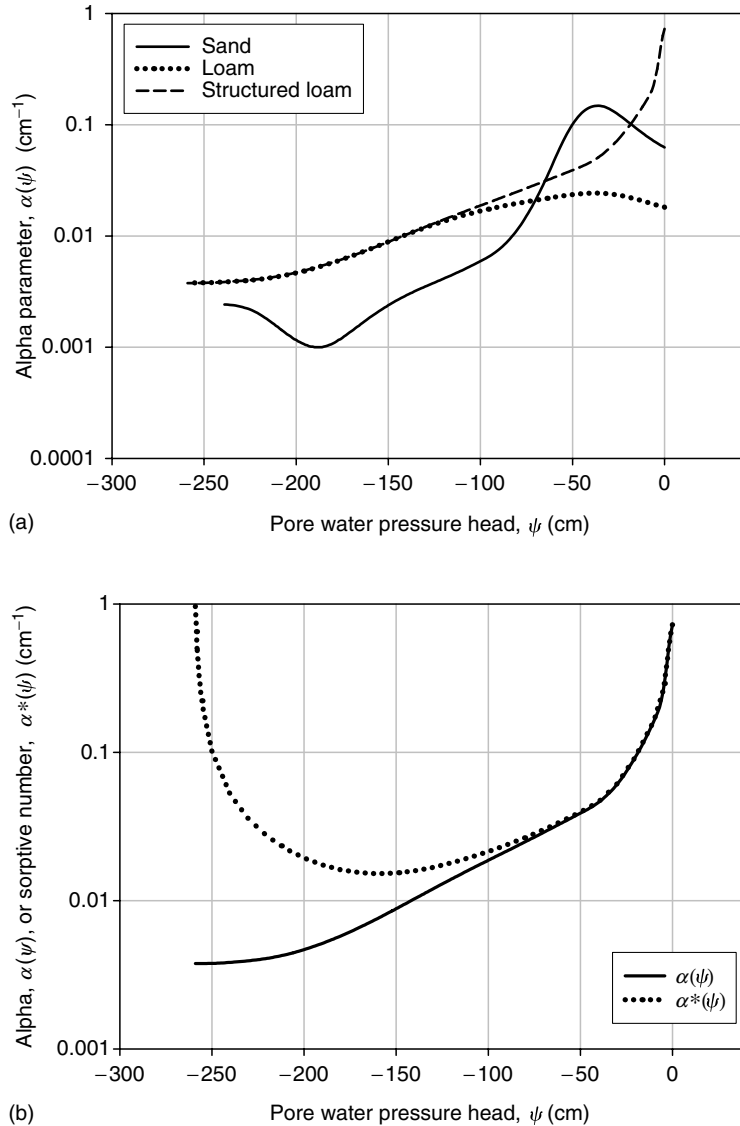 1
0.1
0.01
0.001
0.0001
Alpha parameter, α(ψ) (cm⁻¹)
Sand
Loam
Structured loam
−300 −250 −200 −150 −100 −50 0
(a)
Pore water pressure head, ψ (cm)
1
0.1
0.01
0.001
Alpha, α(ψ), or sorptive number, α*(ψ) (cm⁻¹)
α(ψ)
α*(ψ)
−300 −250 −200 −150 −100 −50 0
(b)
Pore water pressure head, ψ (cm)